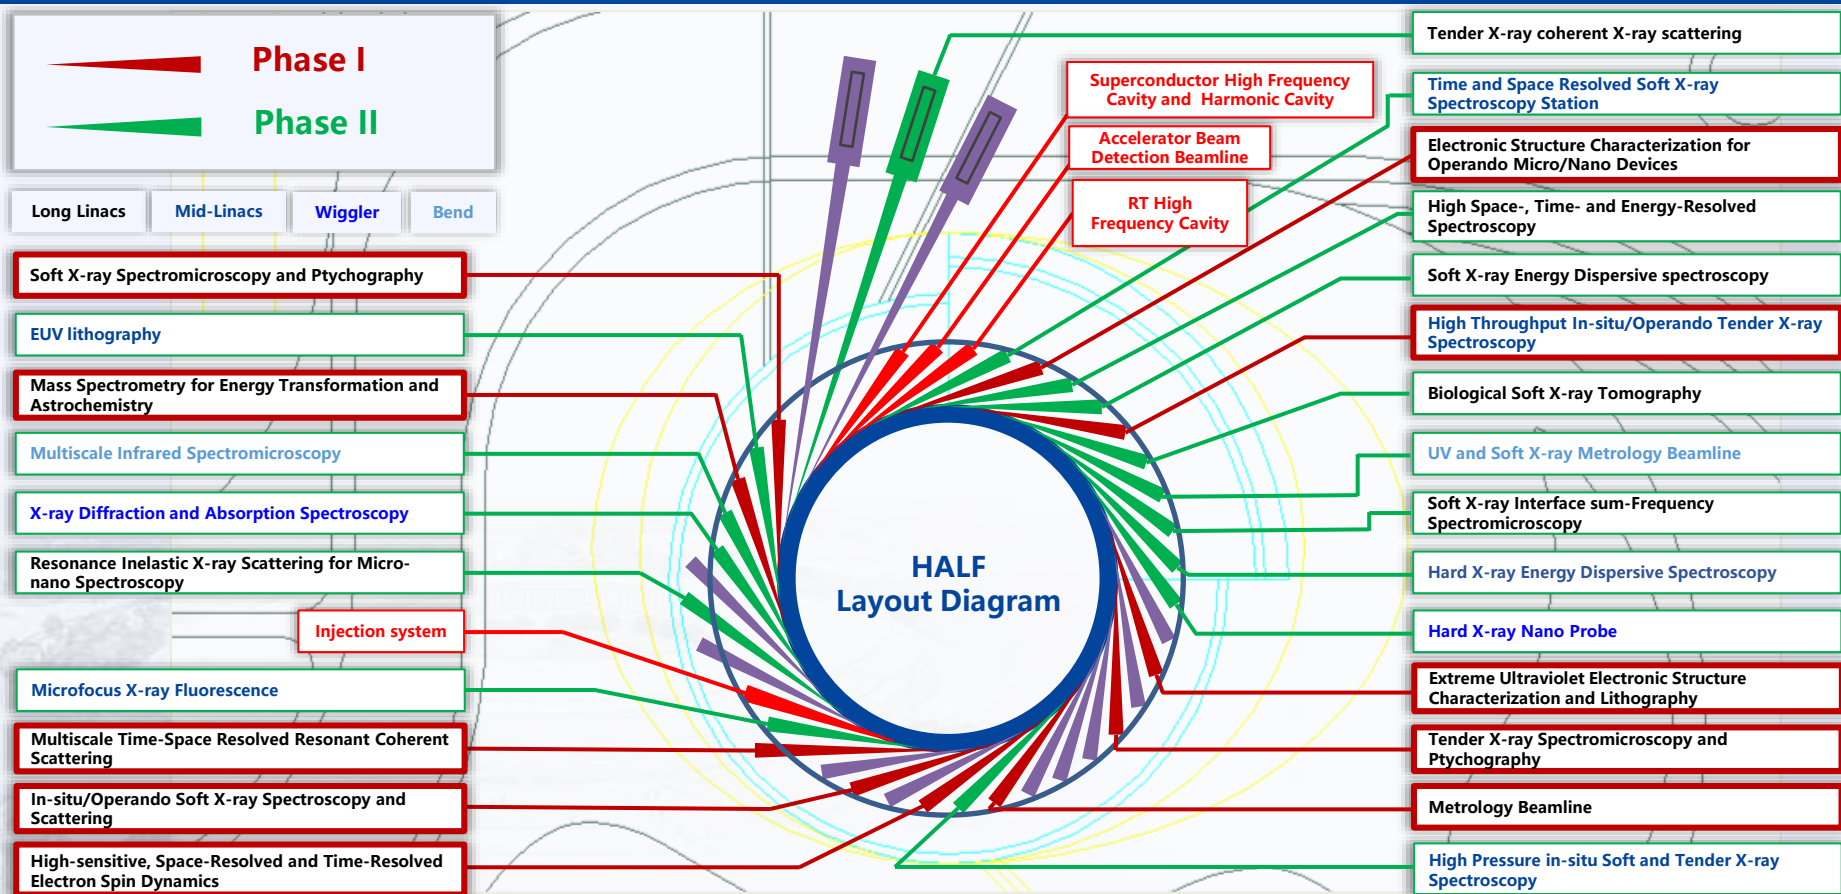 Phase I
Phase II
Long Linacs
Mid-Linacs
Wiggler
Bend
Soft X-ray Spectromicroscopy and Ptychography
EUV lithography
Mass Spectrometry for Energy Transformation and
Astrochemistry
Multiscale Infrared Spectromicroscopy
X-ray Diffraction and Absorption Spectroscopy
Resonance Inelastic X-ray Scattering for Micro-
nano Spectroscopy
Injection system
Microfocus X-ray Fluorescence
Multiscale Time-Space Resolved Resonant Coherent
Scattering
In-situ/Operando Soft X-ray Spectroscopy and
Scattering
High-sensitive, Space-Resolved and Time-Resolved
Electron Spin Dynamics
Superconductor High Frequency
Cavity and Harmonic Cavity
Accelerator Beam
Detection Beamline
RT High
Frequency Cavity
HALF
Layout Diagram
Tender X-ray coherent X-ray scattering
Time and Space Resolved Soft X-ray
Spectroscopy Station
Electronic Structure Characterization for
Operando Micro/Nano Devices
High Space-, Time- and Energy-Resolved
Spectroscopy
Soft X-ray Energy Dispersive spectroscopy
High Throughput In-situ/Operando Tender X-ray
Spectroscopy
Biological Soft X-ray Tomography
UV and Soft X-ray Metrology Beamline
Soft X-ray Interface sum-Frequency
Spectromicroscopy
Hard X-ray Energy Dispersive Spectroscopy
Hard X-ray Nano Probe
Extreme Ultraviolet Electronic Structure
Characterization and Lithography
Tender X-ray Spectromicroscopy and
Ptychography
Metrology Beamline
High Pressure in-situ Soft and Tender X-ray
Spectroscopy